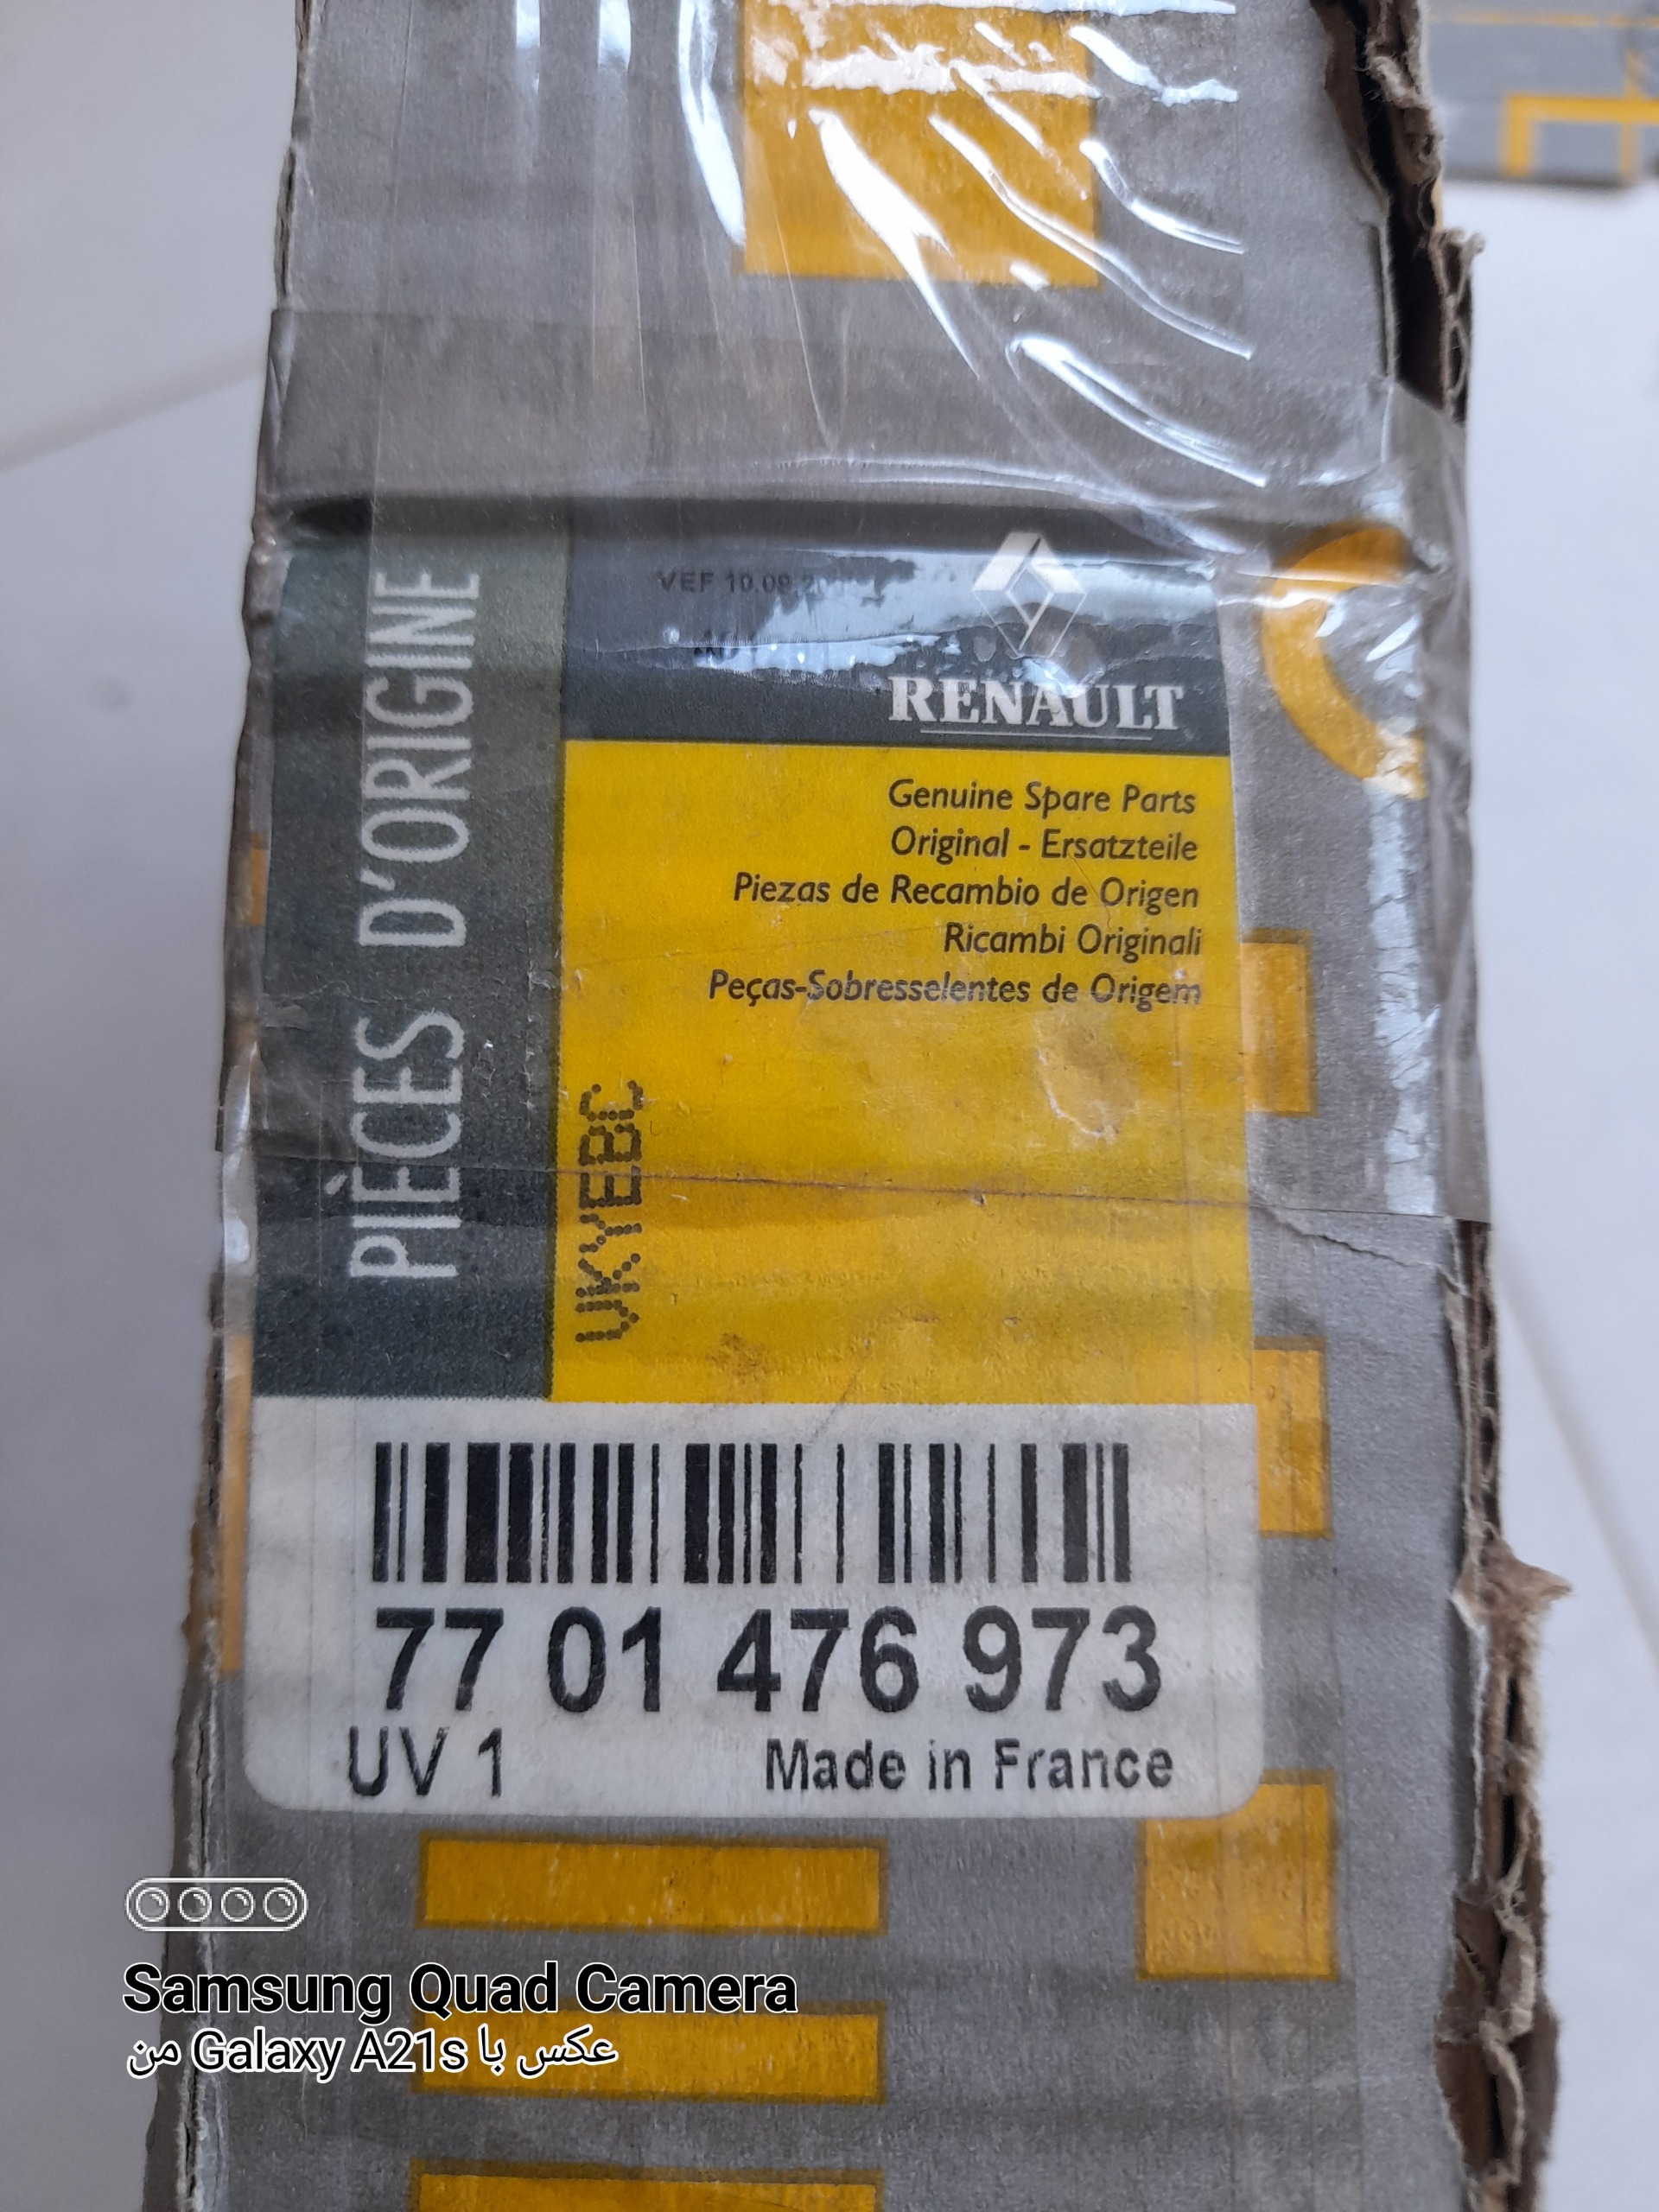 VEF 10.09.20
RENAULT
PIÈCES D'ORIGINE
Genuine Spare Parts
Original - Ersatzteile
Piezas de Recambio de Origen
Ricambi Originali
Peças-Sobresselentes de Origem
VIKYEBC
77 01 476 973
UV 1 Made in France
Samsung Quad Camera
عکس با Galaxy A21s من